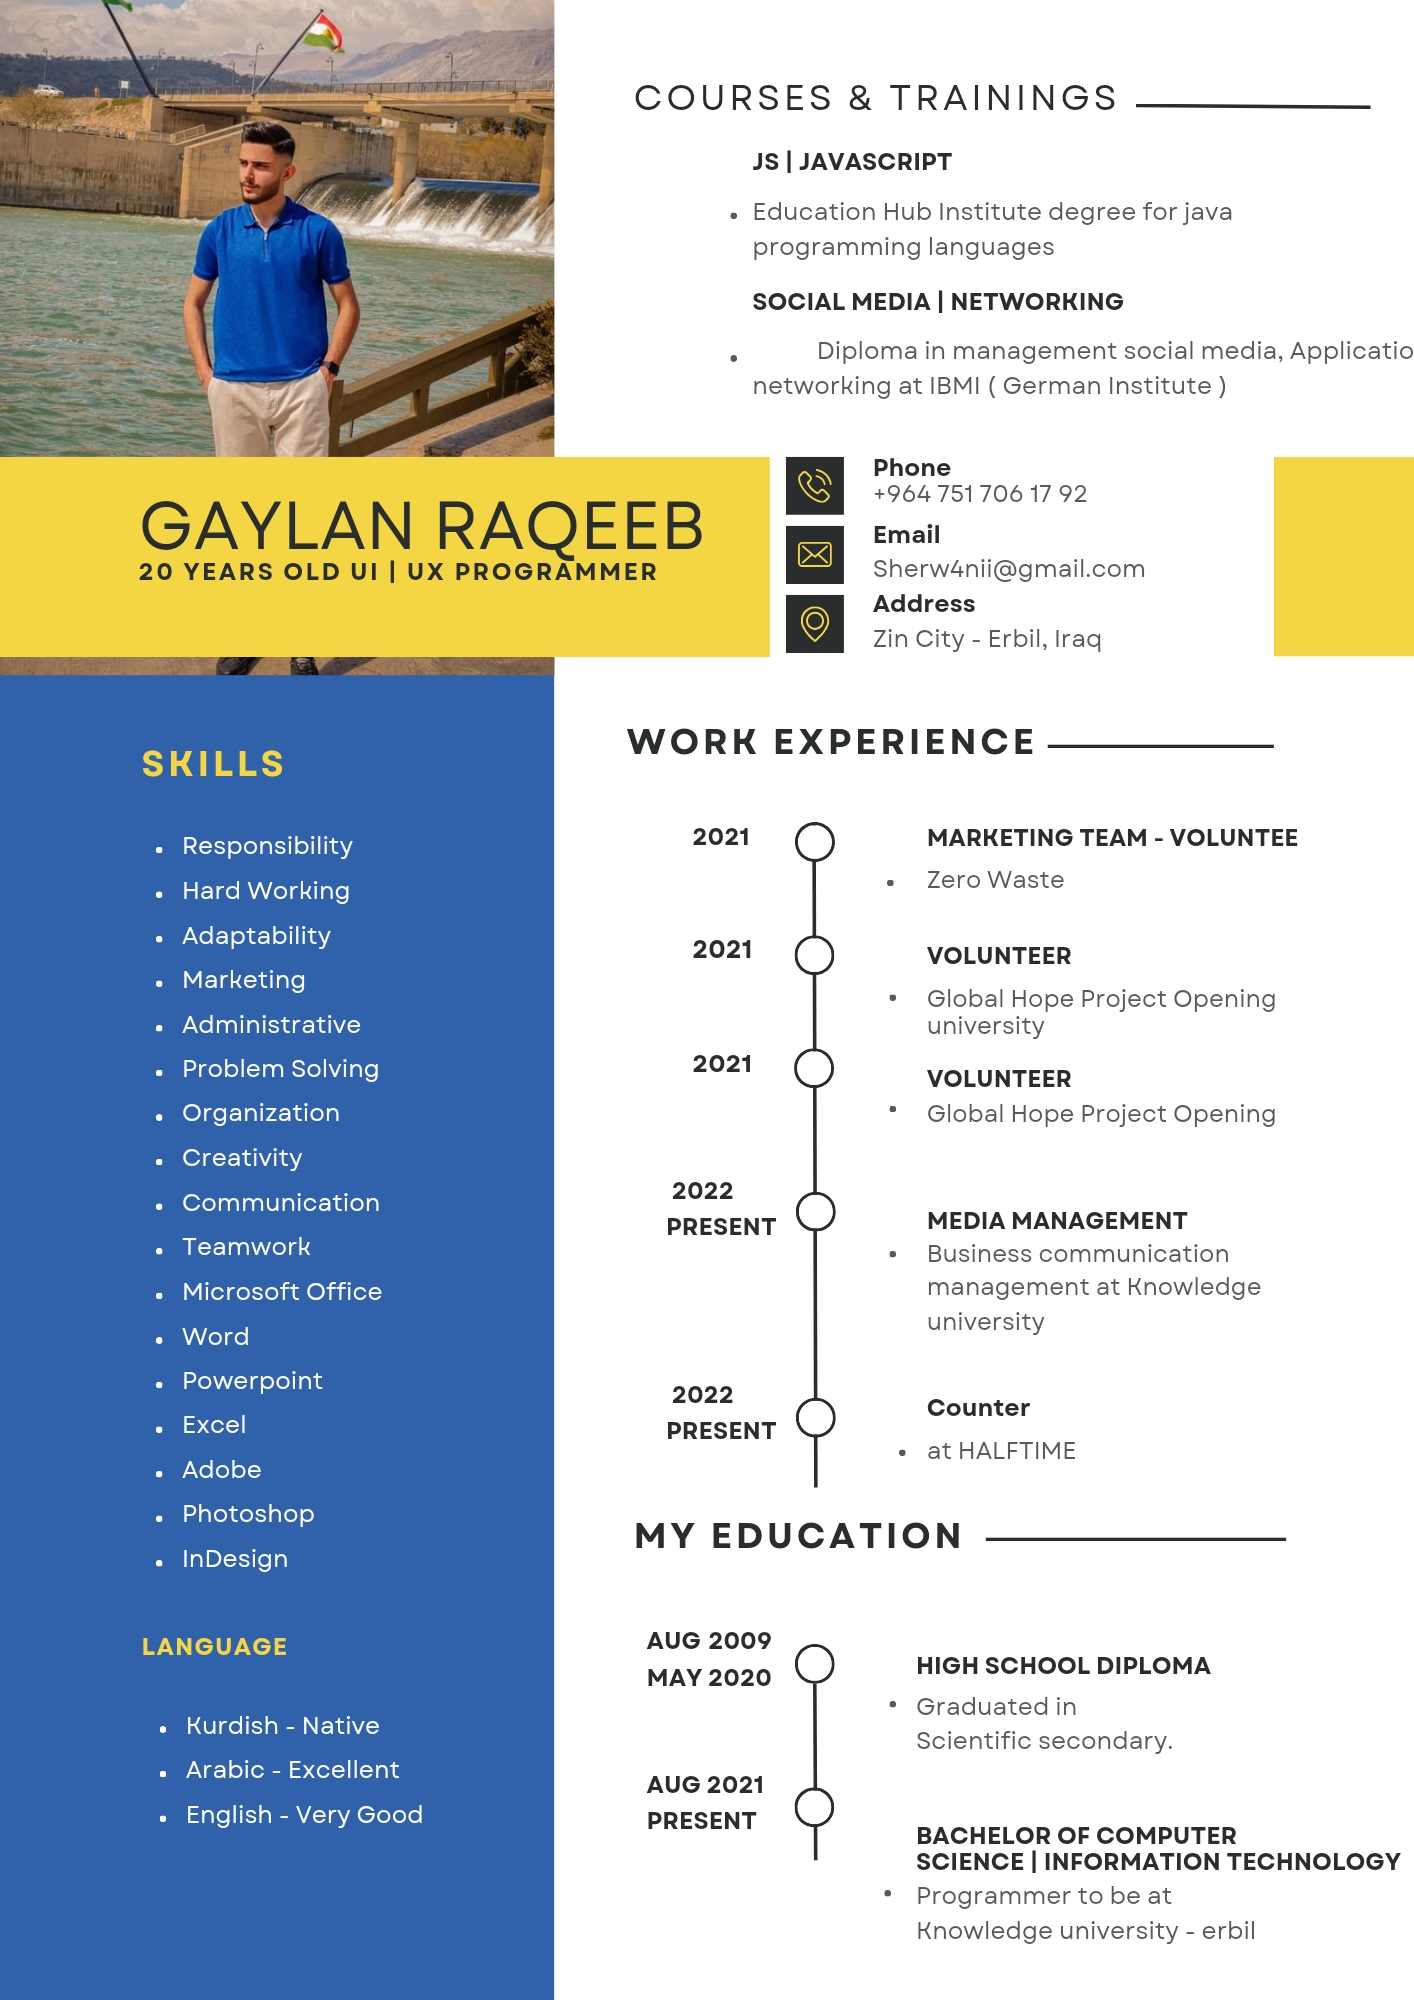 COURSES & TRAININGS
JS | JAVASCRIPT
• Education Hub Institute degree for java
programming languages
SOCIAL MEDIA | NETWORKING
• Diploma in management social media, Applicatio
networking at IBMI ( German Institute )
GAYLAN RAQEEB
20 YEARS OLD UI | UX PROGRAMMER
Phone
+964 751 706 17 92
Email
Sherw4nii@gmail.com
Address
Zin City - Erbil, Iraq
SKILLS
• Responsibility
• Hard Working
• Adaptability
• Marketing
• Administrative
• Problem Solving
• Organization
• Creativity
• Communication
• Teamwork
• Microsoft Office
• Word
• Powerpoint
• Excel
• Adobe
• Photoshop
• InDesign
LANGUAGE
• Kurdish - Native
• Arabic - Excellent
• English - Very Good
WORK EXPERIENCE
2021
MARKETING TEAM - VOLUNTEE
• Zero Waste
2021
VOLUNTEER
• Global Hope Project Opening
university
2021
VOLUNTEER
• Global Hope Project Opening
2022
PRESENT
MEDIA MANAGEMENT
• Business communication
management at Knowledge
university
2022
PRESENT
Counter
• at HALFTIME
MY EDUCATION
AUG 2009
MAY 2020
HIGH SCHOOL DIPLOMA
• Graduated in
Scientific secondary.
AUG 2021
PRESENT
BACHELOR OF COMPUTER
SCIENCE | INFORMATION TECHNOLOGY
• Programmer to be at
Knowledge university - erbil